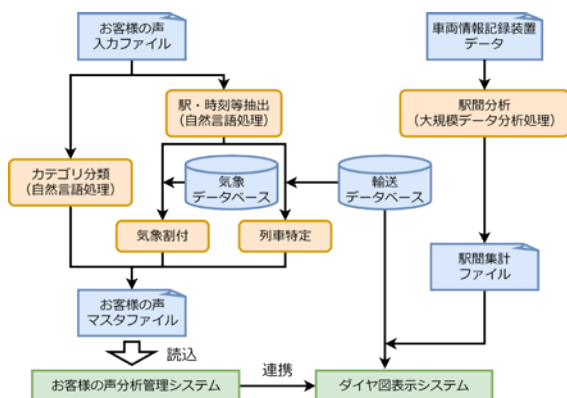 お客様の声
入力ファイル
車両情報記録装置
データ
駅・時刻等抽出
(自然言語処理)
駅間分析
(大規模データ分析処理)
カテゴリ分類
(自然言語処理)
気象
データベース
輸送
データベース
気象割付
列車特定
駅間集計
ファイル
お客様の声
マスタファイル
読込
お客様の声分析管理システム
連携
ダイヤ図表示システム